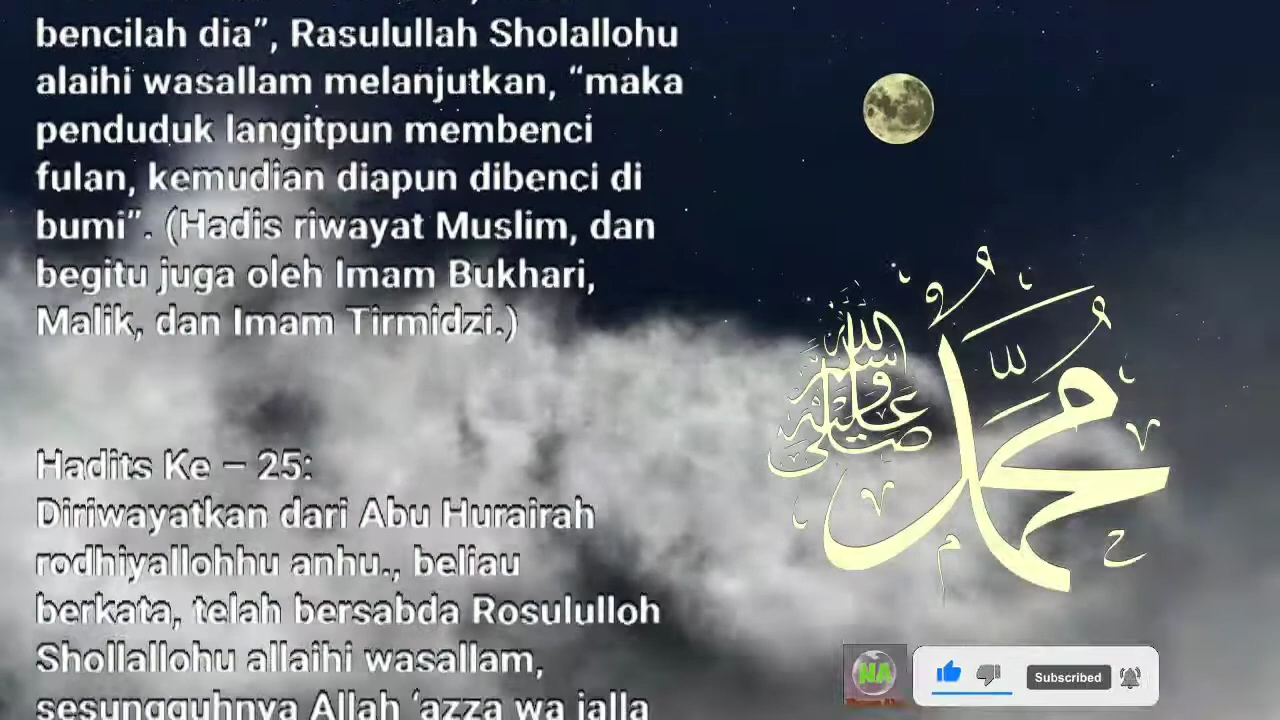 bencilah dia”, Rasulullah Sholallohu
alaihi wasallam melanjutkan, “maka
penduduk langitpun membenci
fulan, kemudian diapun dibenci di
bumi”. (Hadis riwayat Muslim, dan
begitu juga oleh Imam Bukhari,
Malik, dan Imam Tirmidzi.)
Hadits Ke – 25:
Diriwayatkan dari Abu Hurairah
rodhiyallohhu anhu., beliau
berkata, telah bersabda Rosululloh
Shollallohu allaihi wasallam,
sesungguhnya Allah ‘azza wa jalla
محمد
صلى الله عليه وسلم
NA
Subscribed